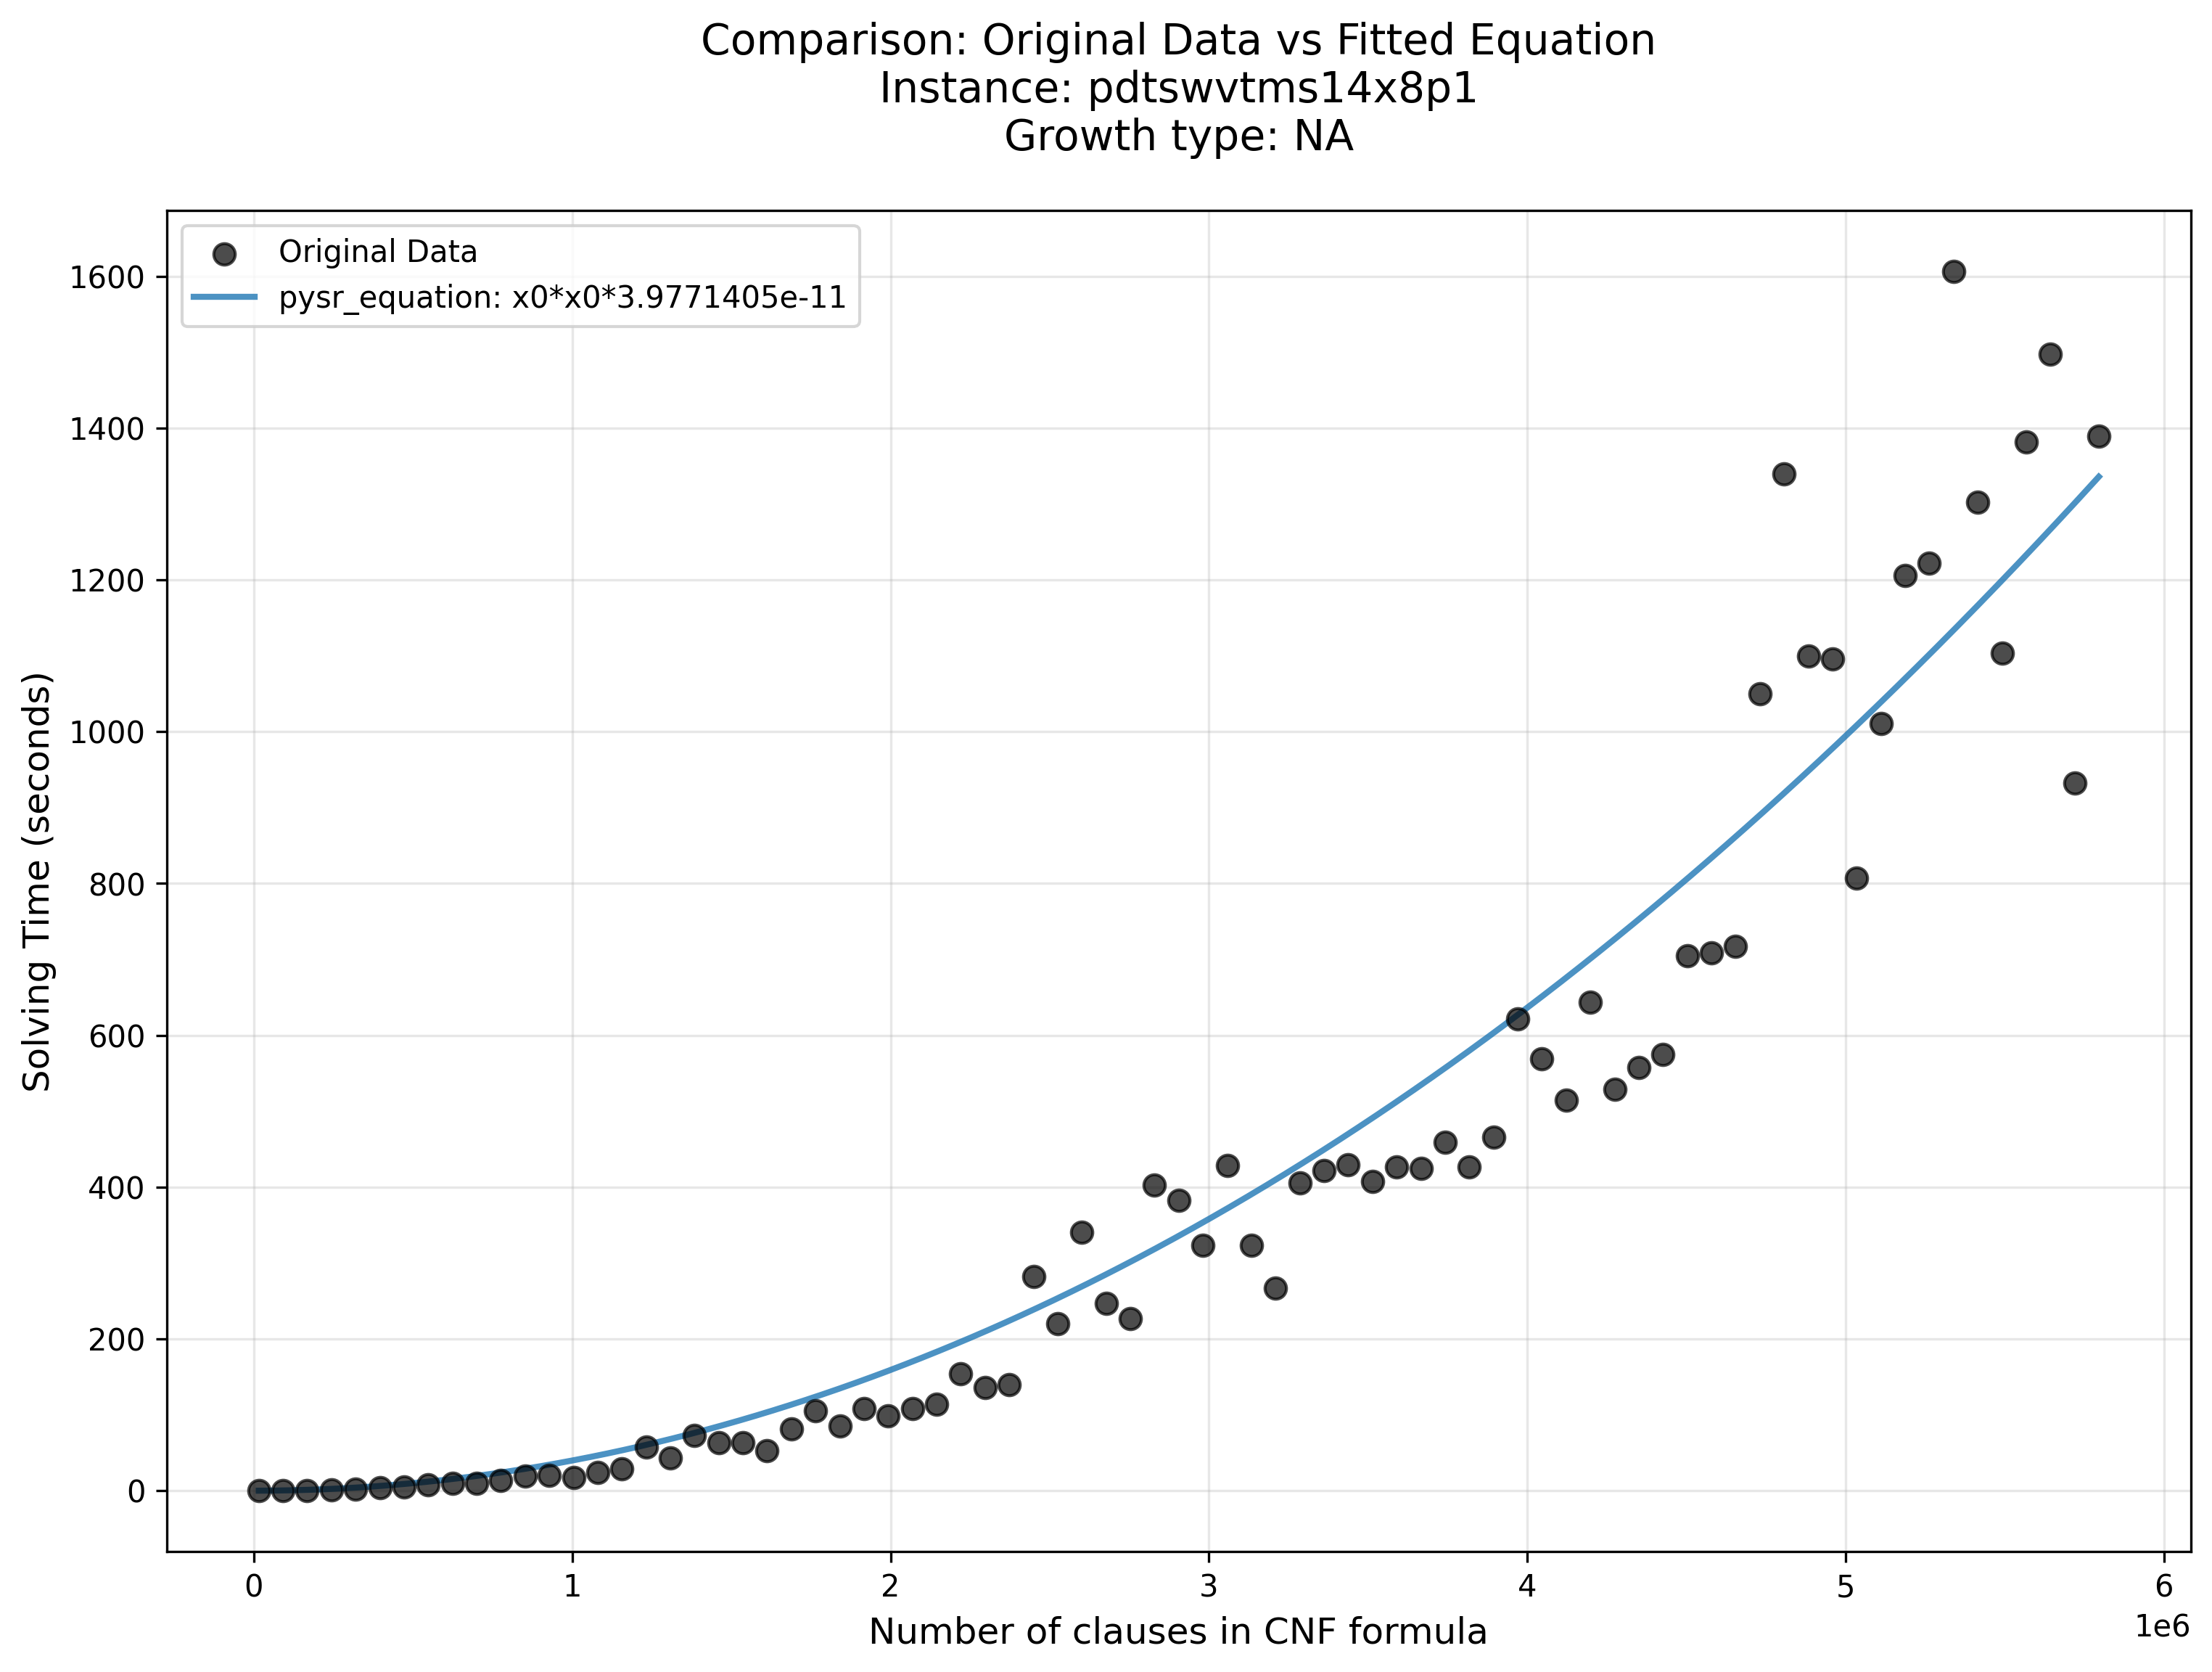 Comparison: Original Data vs Fitted Equation
Instance: pdtswvtms14x8p1
Growth type: NA
Original Data
pysr_equation: x0*x0*3.9771405e-11
Solving Time (seconds)
1600
1400
1200
1000
800
600
400
200
0
0 1 2 3 4 5 6
1e6
Number of clauses in CNF formula